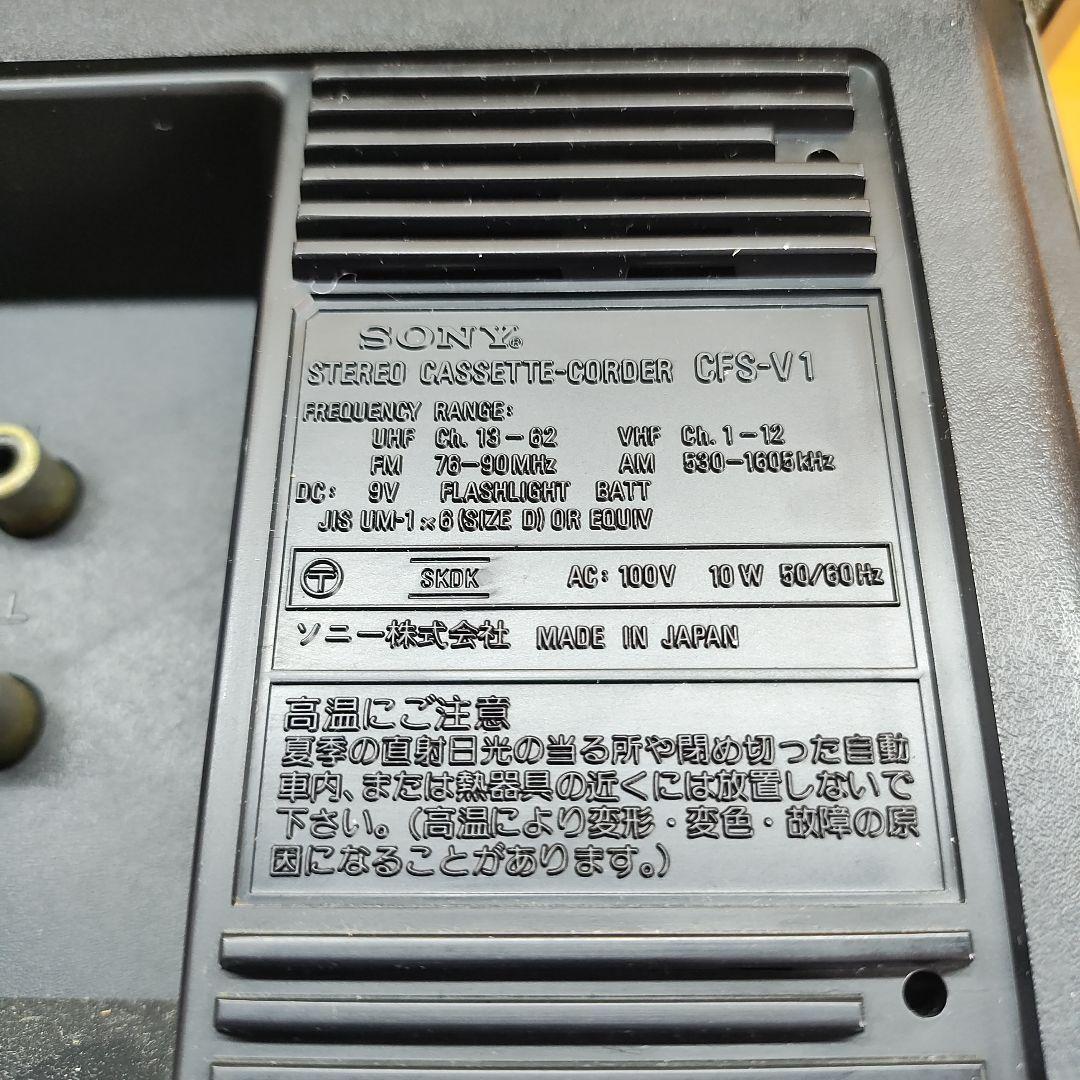 SONY®
STEREO CASSETTE-CORDER CFS-V1
FREQUENCY RANGE:
UHF Ch. 13-62 VHF Ch. 1-12
FM 76-90MHz AM 530-1605kHz
DC: 9V FLASHLIGHT BATT
JIS UM-1×6(SIZE D) OR EQUIV
T SKDK AC: 100V 10W 50/60Hz
ソニー株式会社 MADE IN JAPAN
高温にご注意
夏季の直射日光の当る所や閉め切った自動
車内、または熱器具の近くには放置しないで
下さい。(高温により変形・変色・故障の原
因になることがあります。)
L